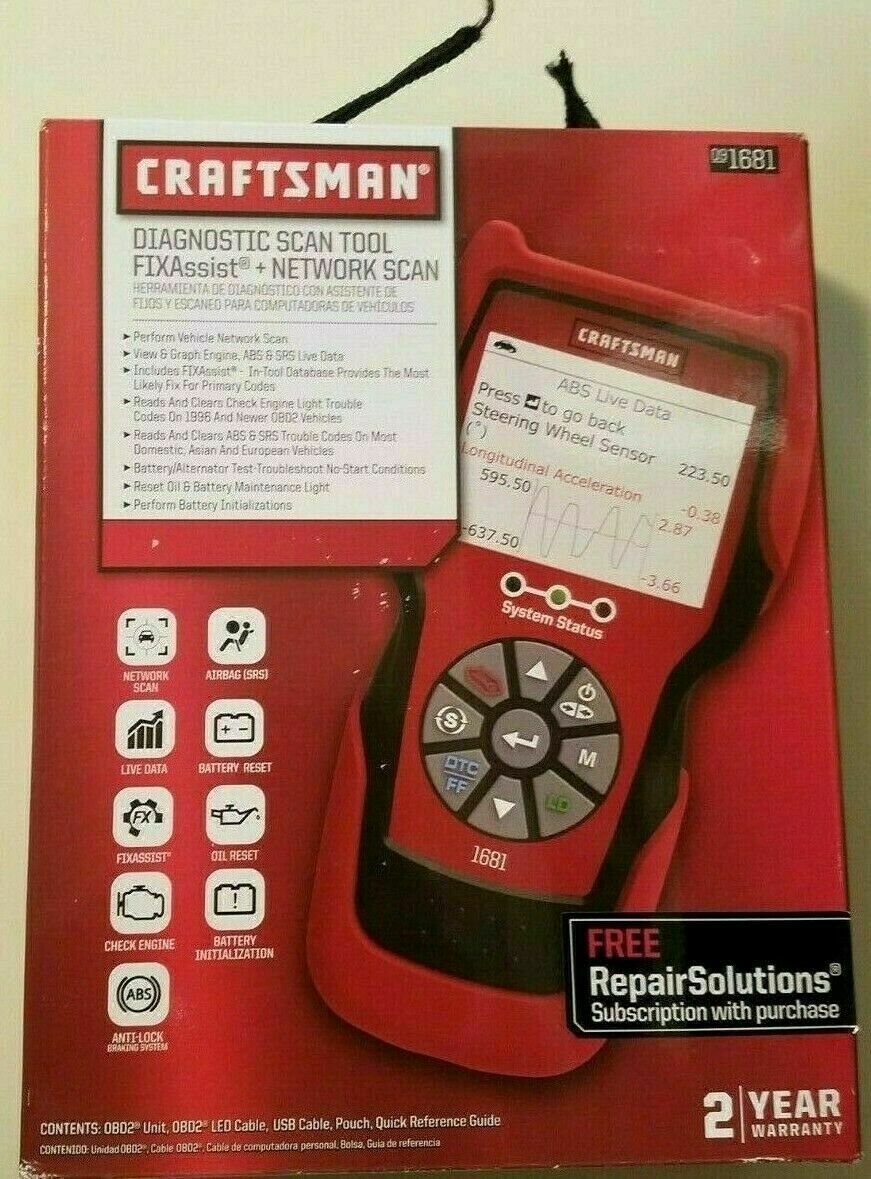 CRAFTSMAN®
091681
DIAGNOSTIC SCAN TOOL
FIXAssist® + NETWORK SCAN
HERRAMIENTA DE DIAGNÓSTICO CON ASISTENTE DE
FIJOS Y ESCANEO PARA COMPUTADORAS DE VEHÍCULOS
▶ Perform Vehicle Network Scan
▶ View & Graph Engine, ABS & SRS Live Data
▶ Includes FIXAssist® - In-Tool Database Provides The Most
Likely Fix For Primary Codes
▶ Reads And Clears Check Engine Light Trouble
Codes On 1996 And Newer OBD2 Vehicles
▶ Reads And Clears ABS & SRS Trouble Codes On Most
Domestic, Asian And European Vehicles
▶ Battery/Alternator Test-Troubleshoot No-Start Conditions
▶ Reset Oil & Battery Maintenance Light
▶ Perform Battery Initializations
CRAFTSMAN
ABS Live Data
Press ↵ to go back
Steering Wheel Sensor
(°) 223.50
Longitudinal Acceleration
595.50 -0.38
2.87
-637.50
-3.66
System Status
S
M
DTC
FF
LD
1681
NETWORK
SCAN
AIRBAG (SRS)
LIVE DATA
BATTERY RESET
FX
FIXASSIST®
OIL RESET
CHECK ENGINE
BATTERY
INITIALIZATION
ABS
ANTI-LOCK
BRAKING SYSTEM
FREE
RepairSolutions®
Subscription with purchase
2 YEAR
WARRANTY
CONTENTS: OBD2® Unit, OBD2® LED Cable, USB Cable, Pouch, Quick Reference Guide
CONTENIDO: Unidad OBD2®, Cable OBD2®, Cable de computadora personal, Bolsa, Guia de referencia